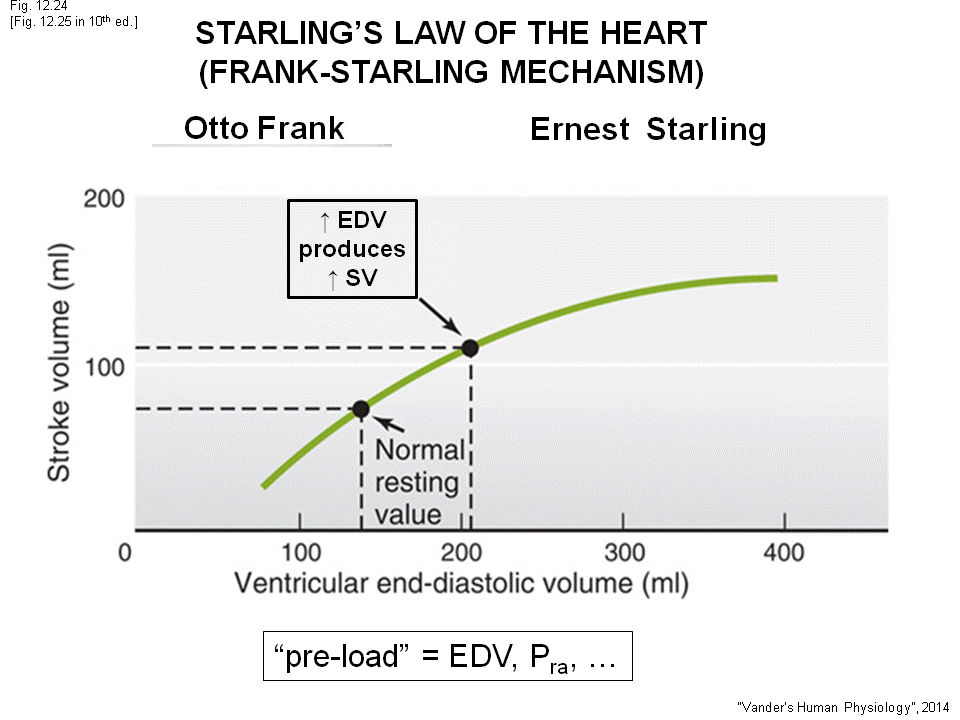 Fig. 12.24
[Fig. 12.25 in 10th ed.]
STARLING'S LAW OF THE HEART
(FRANK-STARLING MECHANISM)
Otto Frank
Ernest Starling
200
↑ EDV
produces
↑ SV
Stroke volume (ml)
100
Normal
resting
value
0
100
200
300
400
Ventricular end-diastolic volume (ml)
“pre-load” = EDV, Pra, …
"Vander's Human Physiology", 2014